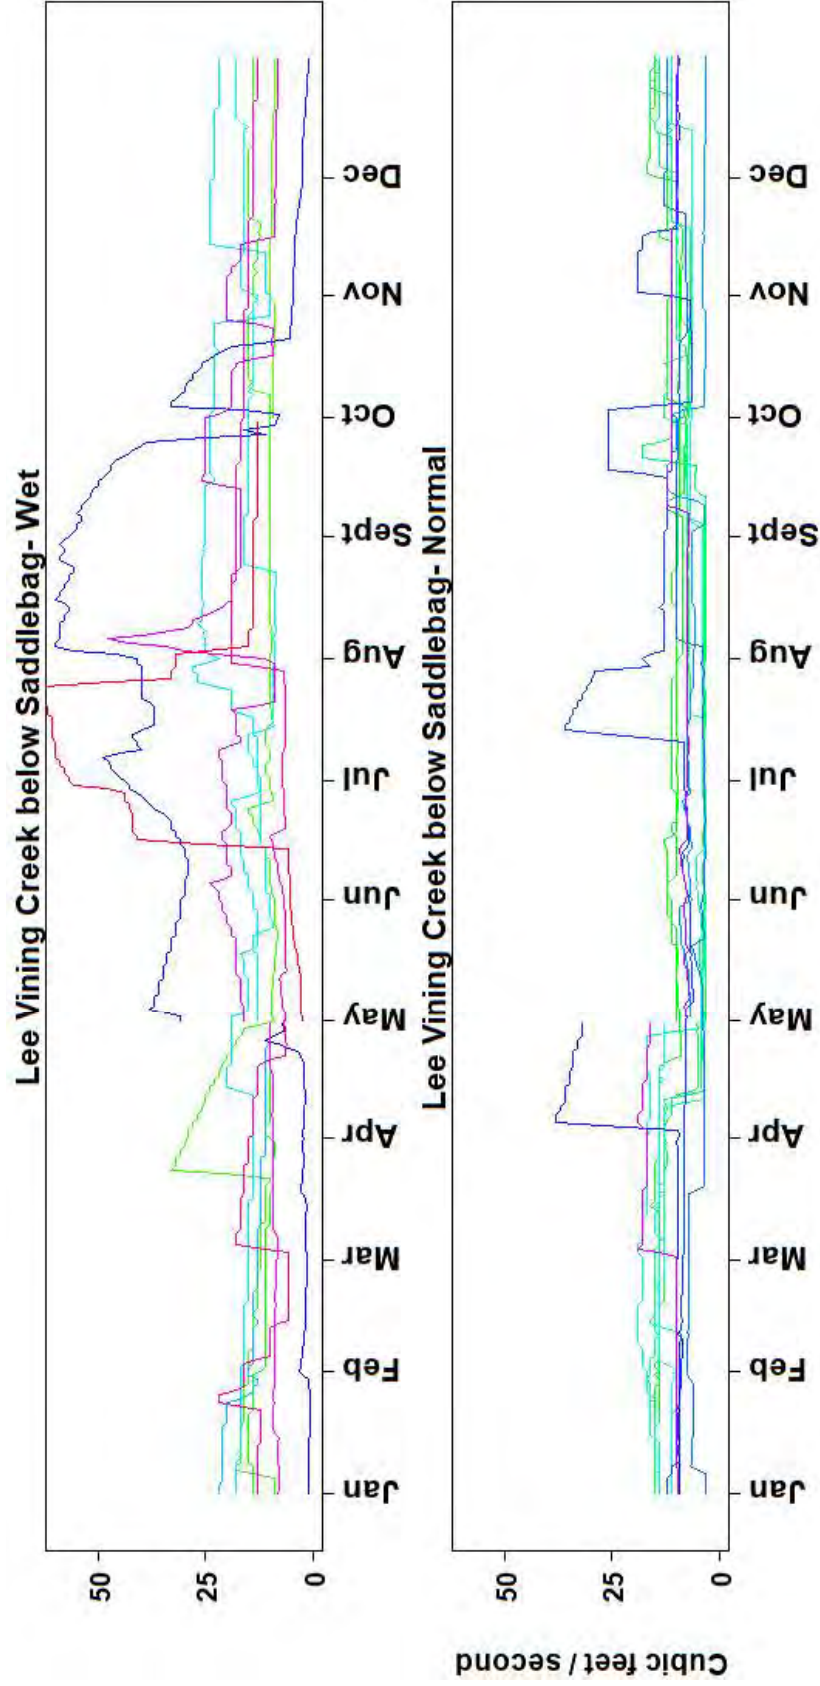 Lee Vining Creek below Saddlebag- Wet
50
25
0
Jan
Feb
Mar
Apr
May
Jun
Jul
Aug
Sept
Oct
Nov
Dec
Lee Vining Creek below Saddlebag- Normal
50
25
0
Cubic feet / second
Jan
Feb
Mar
Apr
May
Jun
Jul
Aug
Sept
Oct
Nov
Dec